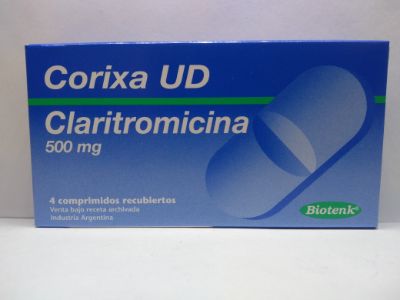 Corixa UD
Claritromicina
500 mg
4 comprimidos recubiertos
Venta bajo receta archivada
Industria Argentina
Biotenk